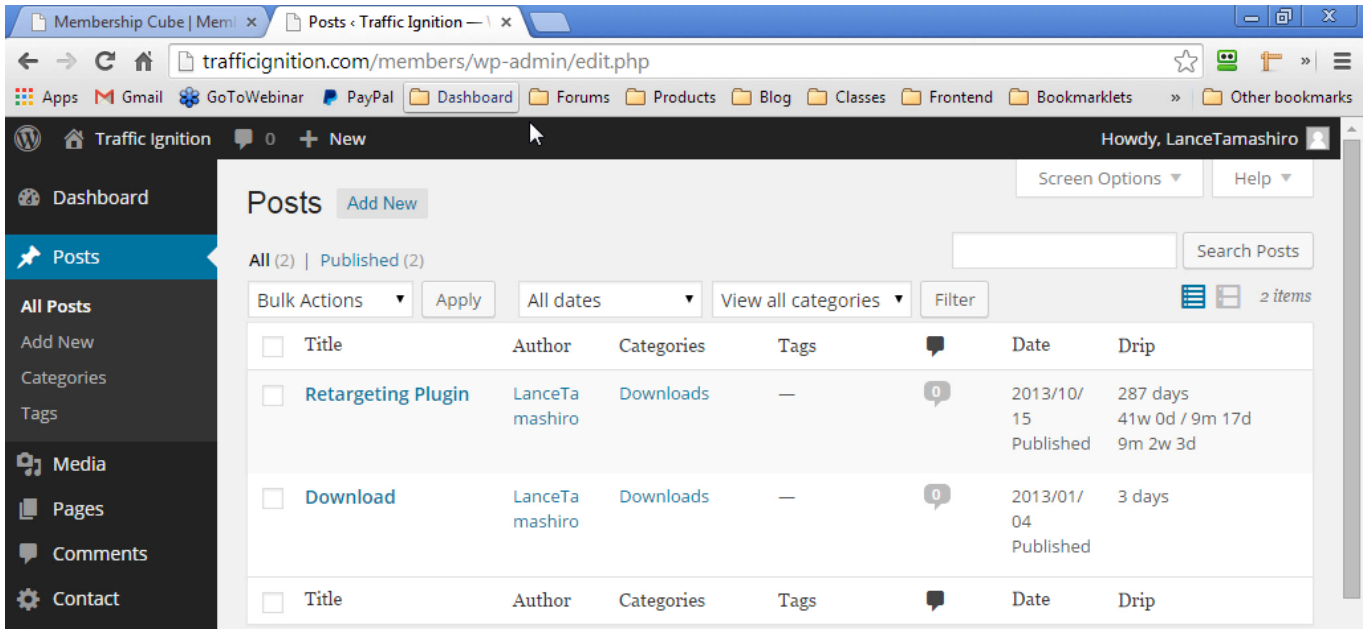 Membership Cube | Meml
Posts ‹ Traffic Ignition — \
trafficignition.com/members/wp-admin/edit.php
Apps Gmail GoToWebinar PayPal Dashboard Forums Products Blog Classes Frontend Bookmarklets » Other bookmarks
Traffic Ignition 0 + New Howdy, LanceTamashiro
Dashboard
Posts
All Posts
Add New
Categories
Tags
Media
Pages
Comments
Contact
Screen Options Help
Posts Add New
All (2) | Published (2) Search Posts
Bulk Actions Apply All dates View all categories Filter 2 items
Title Author Categories Tags Date Drip
Retargeting Plugin LanceTa Downloads — 0 2013/10/ 287 days
mashiro 15 41w 0d / 9m 17d
Published 9m 2w 3d
Download LanceTa Downloads — 0 2013/01/ 3 days
mashiro 04
Published
Title Author Categories Tags Date Drip